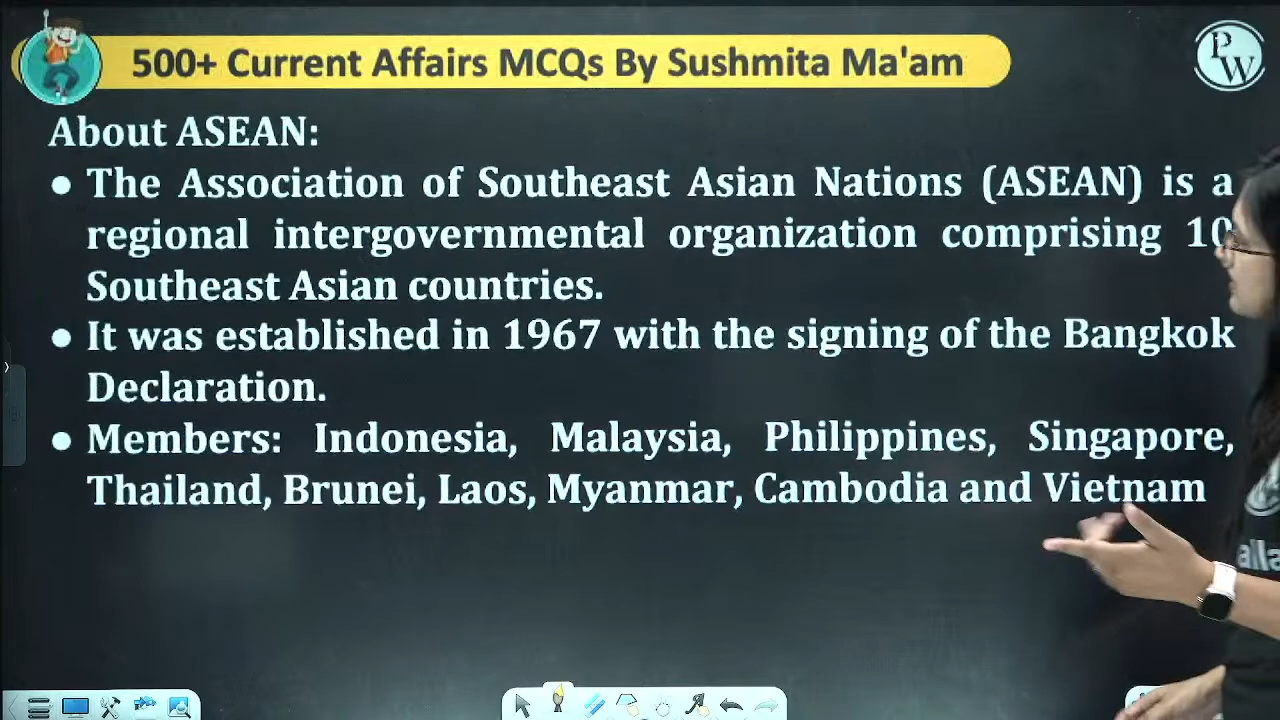 500+ Current Affairs MCQs By Sushmita Ma'am
PW
About ASEAN:
● The Association of Southeast Asian Nations (ASEAN) is a
regional intergovernmental organization comprising 10
Southeast Asian countries.
● It was established in 1967 with the signing of the Bangkok
Declaration.
● Members: Indonesia, Malaysia, Philippines, Singapore,
Thailand, Brunei, Laos, Myanmar, Cambodia and Vietnam
alla